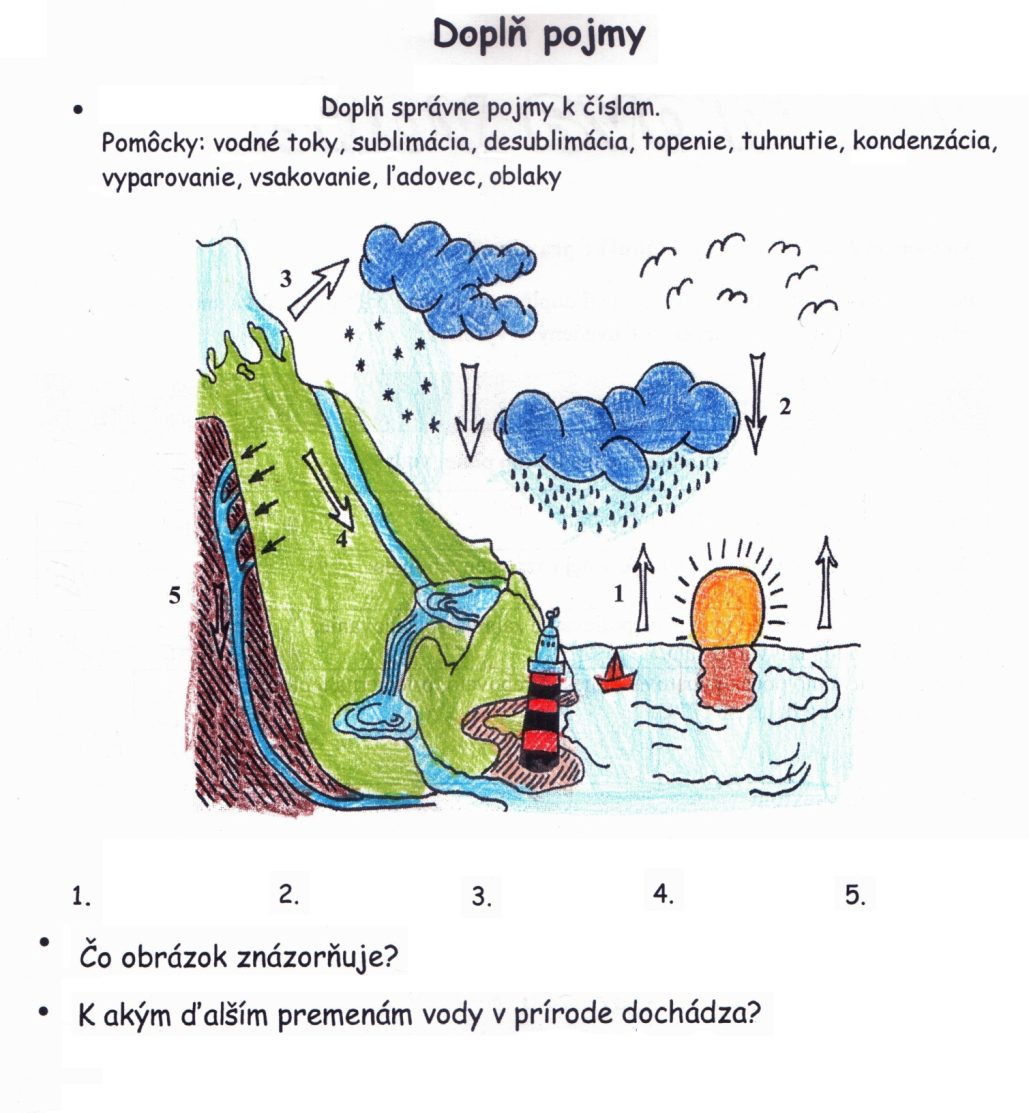 Doplň pojmy
• Doplň správne pojmy k číslam.
Pomôcky: vodné toky, sublimácia, desublimácia, topenie, tuhnutie, kondenzácia,
vyparovanie, vsakovanie, ľadovec, oblaky
3
2
4
5
1
1. 2. 3. 4. 5.
• Čo obrázok znázorňuje?
• K akým ďalším premenám vody v prírode dochádza?